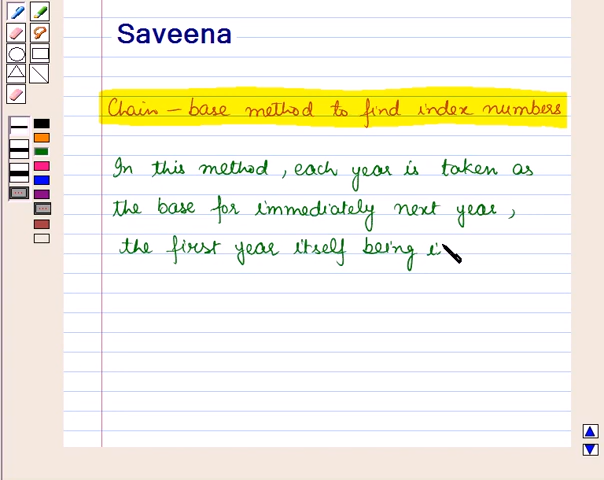 Saveena
Chain - base method to find index numbers
In this method, each year is taken as
the base for immediately next year,
the first year itself being i